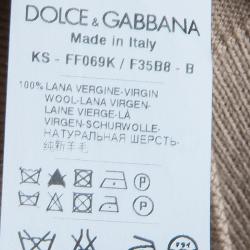 DOLCE & GABBANA
Made in Italy
KS - FF069K / F35B8 - B
100% LANA VERGINE-VIRGIN
WOOL-LANA VIRGEN-
LAINE VIERGE-LÀ
VIRGEN-SCHURWOLLE-
НАТУРАЛЬНАЯ ШЕРСТЬ-
纯新羊毛
P
P